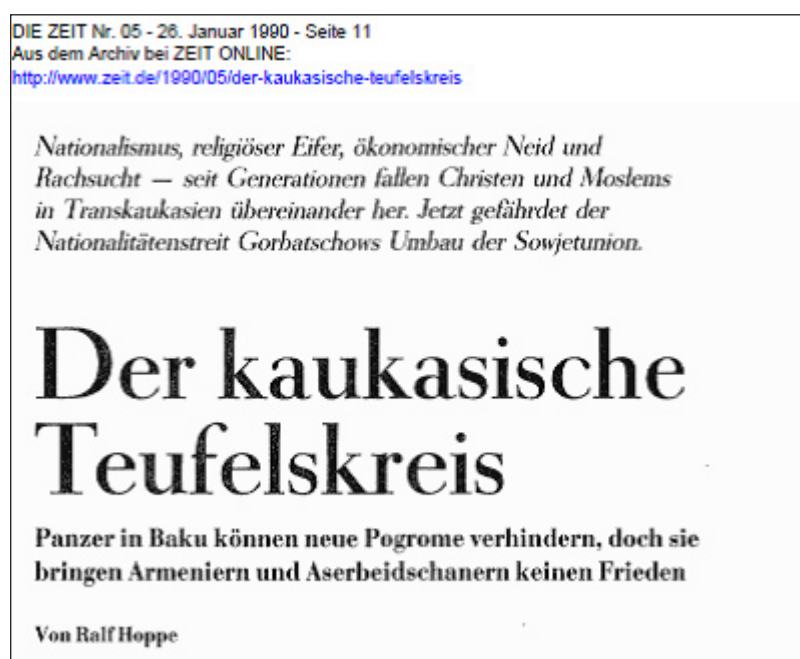 DIE ZEIT Nr. 05 - 26. Januar 1990 - Seite 11
Aus dem Archiv bei ZEIT ONLINE:
http://www.zeit.de/1990/05/der-kaukasische-teufelskreis
Nationalismus, religiöser Eifer, ökonomischer Neid und
Rachsucht — seit Generationen fallen Christen und Moslems
in Transkaukasien übereinander her. Jetzt gefährdet der
Nationalitätenstreit Gorbatschows Umbau der Sowjetunion.
Der kaukasische
Teufelskreis
Panzer in Baku können neue Pogrome verhindern, doch sie
bringen Armeniern und Aserbeidschanern keinen Frieden
Von Ralf Hoppe